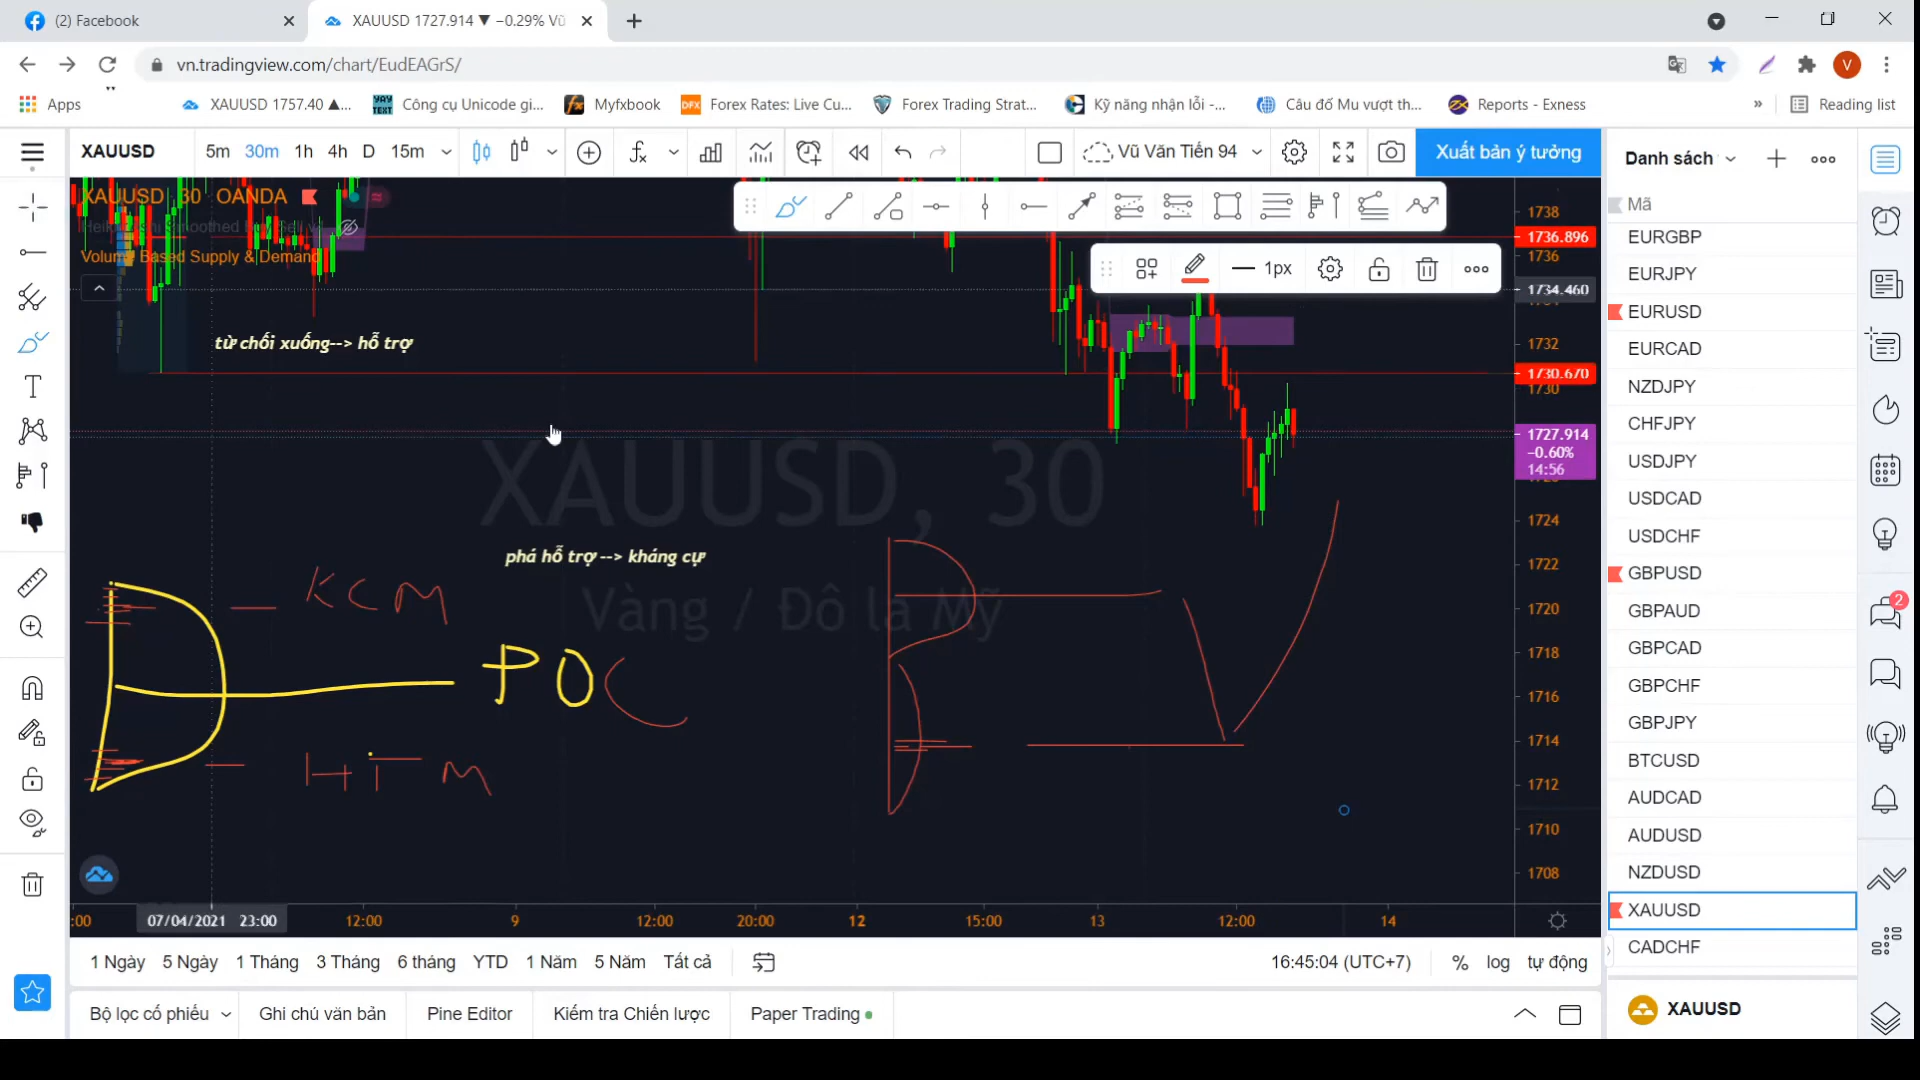 (2) Facebook
XAUUSD 1727.914 ▼ −0.29% Vũ
vn.tradingview.com/chart/EudEAGrS/
V
Apps
XAUUSD 1757.40 ▲...
YAY TEXT
Công cụ Unicode gi...
Myfxbook
DFX
Forex Rates: Live Cu...
Forex Trading Strat...
Kỹ năng nhận lỗi -...
Câu đố Mu vượt th...
Reports - Exness
»
Reading list
XAUUSD
5m 30m 1h 4h D 15m
Vũ Văn Tiến 94
Xuất bản ý tưởng
Danh sách
Mã
XAUUSD 30 OANDA
Volume Based Supply & Demand
1px
từ chối xuống--> hỗ trợ
XAUUSD, 30
Vàng / Đô la Mỹ
phá hỗ trợ --> kháng cự
KCM
POC
HTM
1738
1736.896
1736
1734.460
1732
1730.670
1730
1727.914
−0.60%
14:56
1724
1722
1720
1718
1716
1714
1712
1710
1708
:00
07/04/2021 23:00
12:00
9
12:00
20:00
12
15:00
13
12:00
14
EURGBP
EURJPY
EURUSD
EURCAD
NZDJPY
CHFJPY
USDJPY
USDCAD
USDCHF
GBPUSD
GBPAUD
GBPCAD
GBPCHF
GBPJPY
BTCUSD
AUDCAD
AUDUSD
NZDUSD
XAUUSD
CADCHF
2
1 Ngày 5 Ngày 1 Tháng 3 Tháng 6 tháng YTD 1 Năm 5 Năm Tất cả
16:45:04 (UTC+7)
% log tự động
Bộ lọc cổ phiếu
Ghi chú văn bản
Pine Editor
Kiểm tra Chiến lược
Paper Trading
XAUUSD